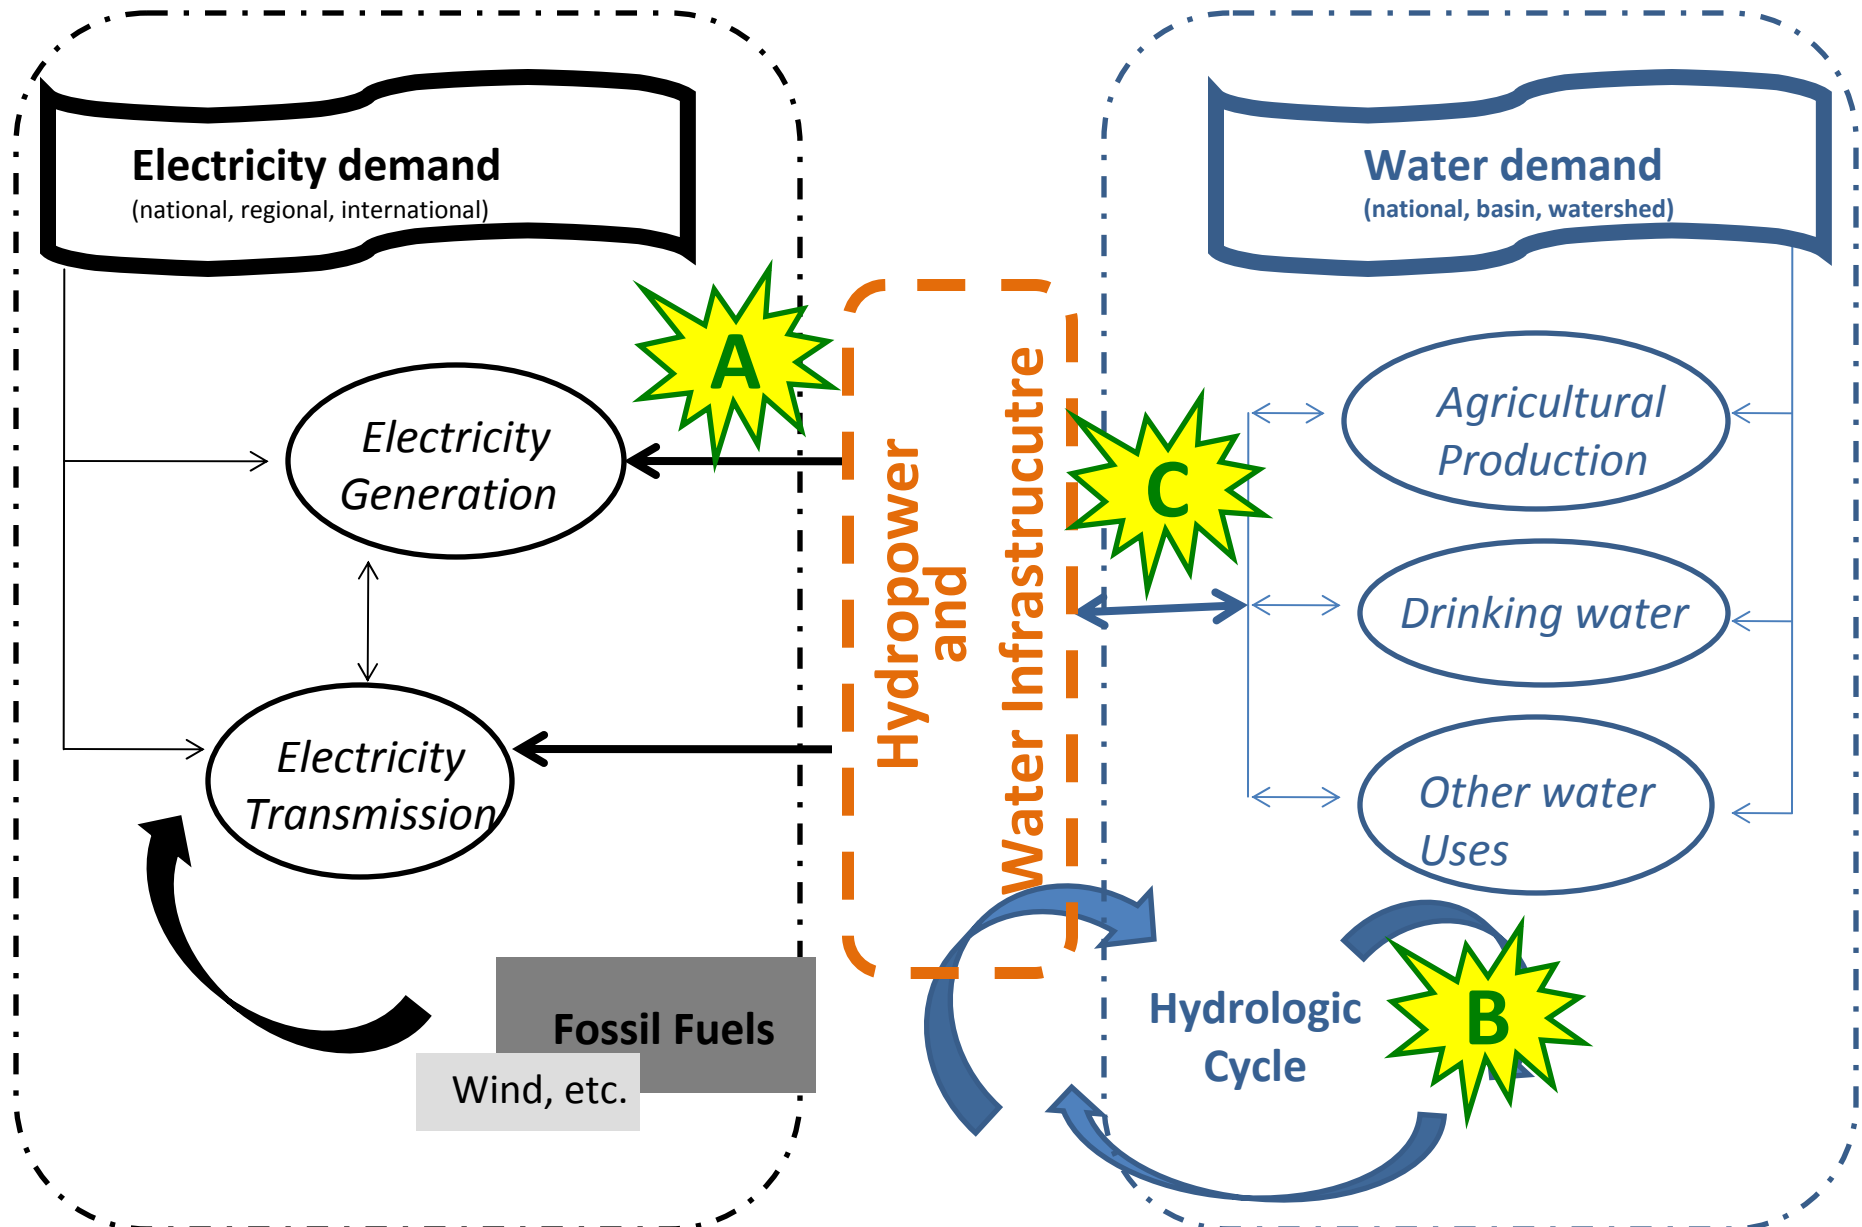 Electricity demand
(national, regional, international)
Water demand
(national, basin, watershed)
A
Electricity
Generation
Electricity
Transmission
Fossil Fuels
Wind, etc.
Hydropower
and
Water Infrastrucutre
C
Agricultural
Production
Drinking water
Other water
Uses
Hydrologic
Cycle
B